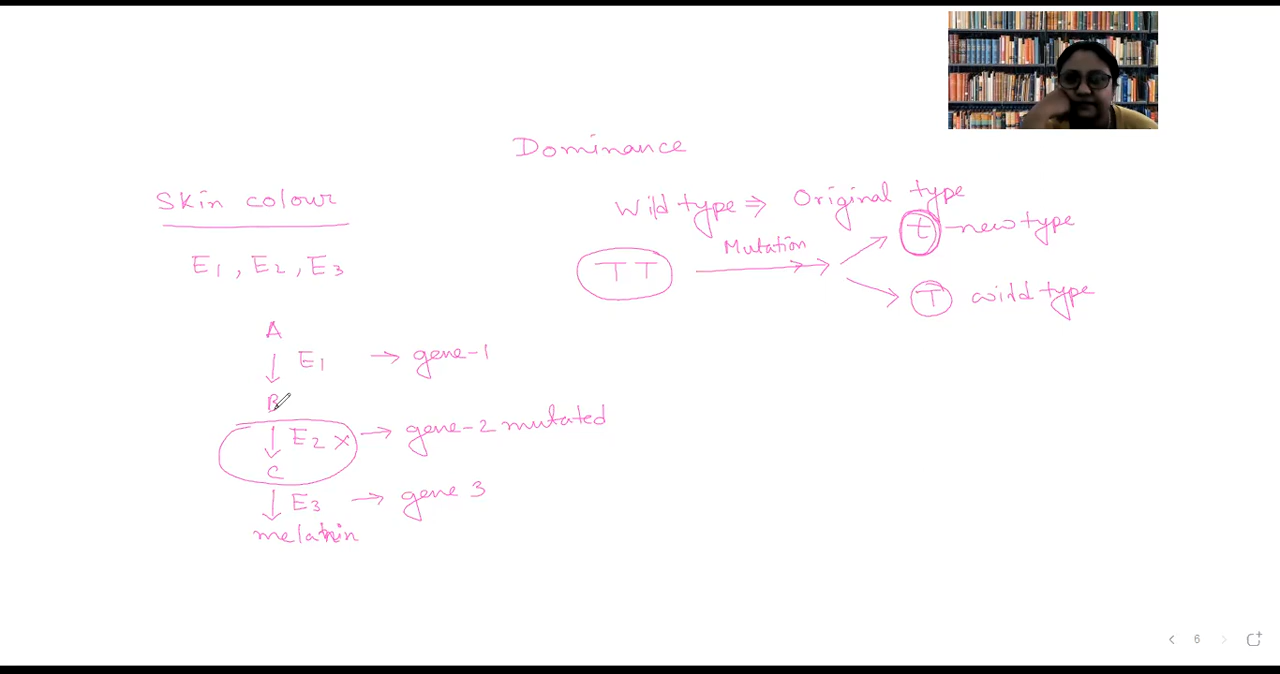 Dominance
Skin colour
E1, E2, E3
A
↓ E1 → gene-1
B
↓ E2 x → gene-2 mutated
C
↓ E3 → gene 3
melanin
Wild type ⇒ Original type
TT Mutation → t - new type
T wild type
6